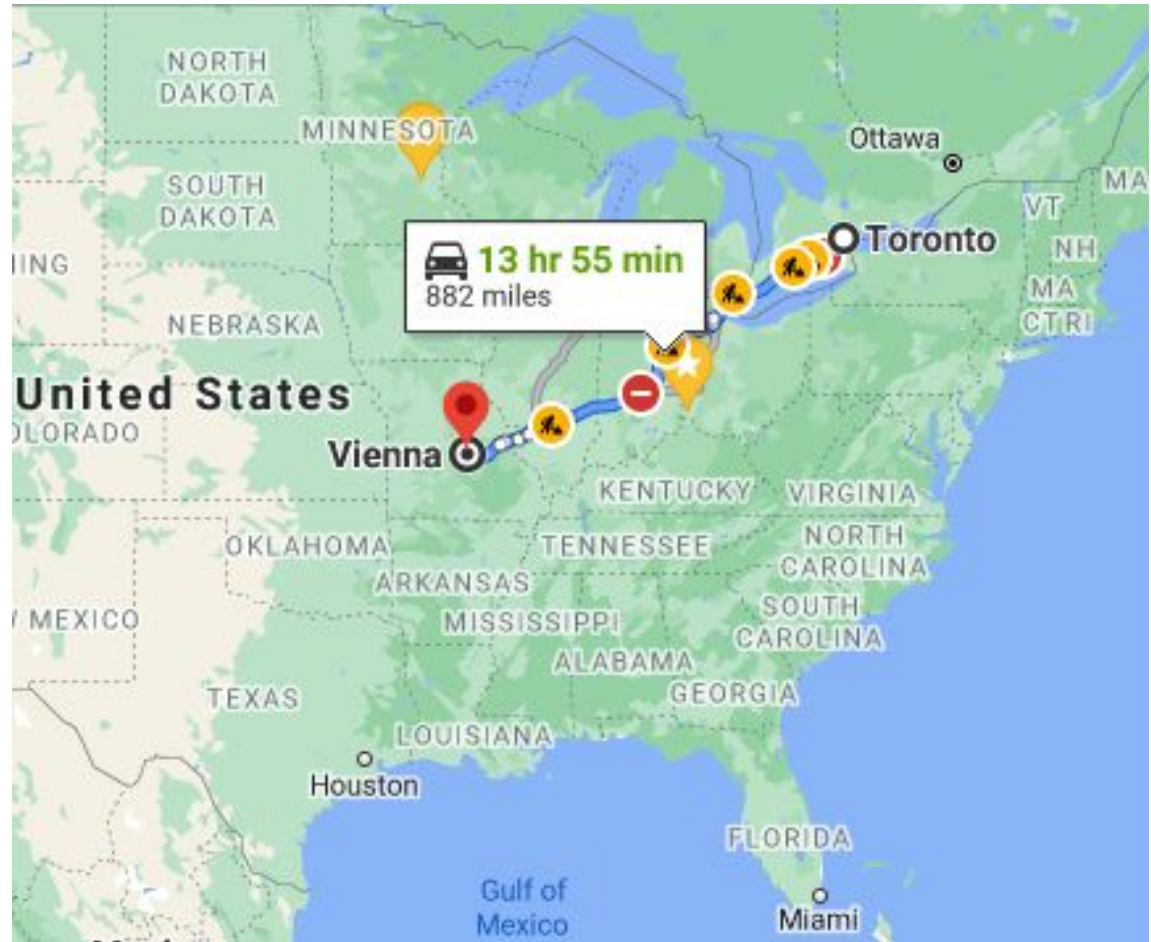 NORTH
DAKOTA
MINNESOTA
Ottawa
SOUTH
DAKOTA
MA
VT
Toronto
NH
13 hr 55 min
ING
882 miles
MA
NEBRASKA
CT RI
United States
OLORADO
Vienna
KENTUCKY
VIRGINIA
OKLAHOMA
TENNESSEE
NORTH
CAROLINA
ARKANSAS
MEXICO
MISSISSIPPI
SOUTH
CAROLINA
ALABAMA
TEXAS
GEORGIA
LOUISIANA
Houston
FLORIDA
Gulf of
Mexico
Miami